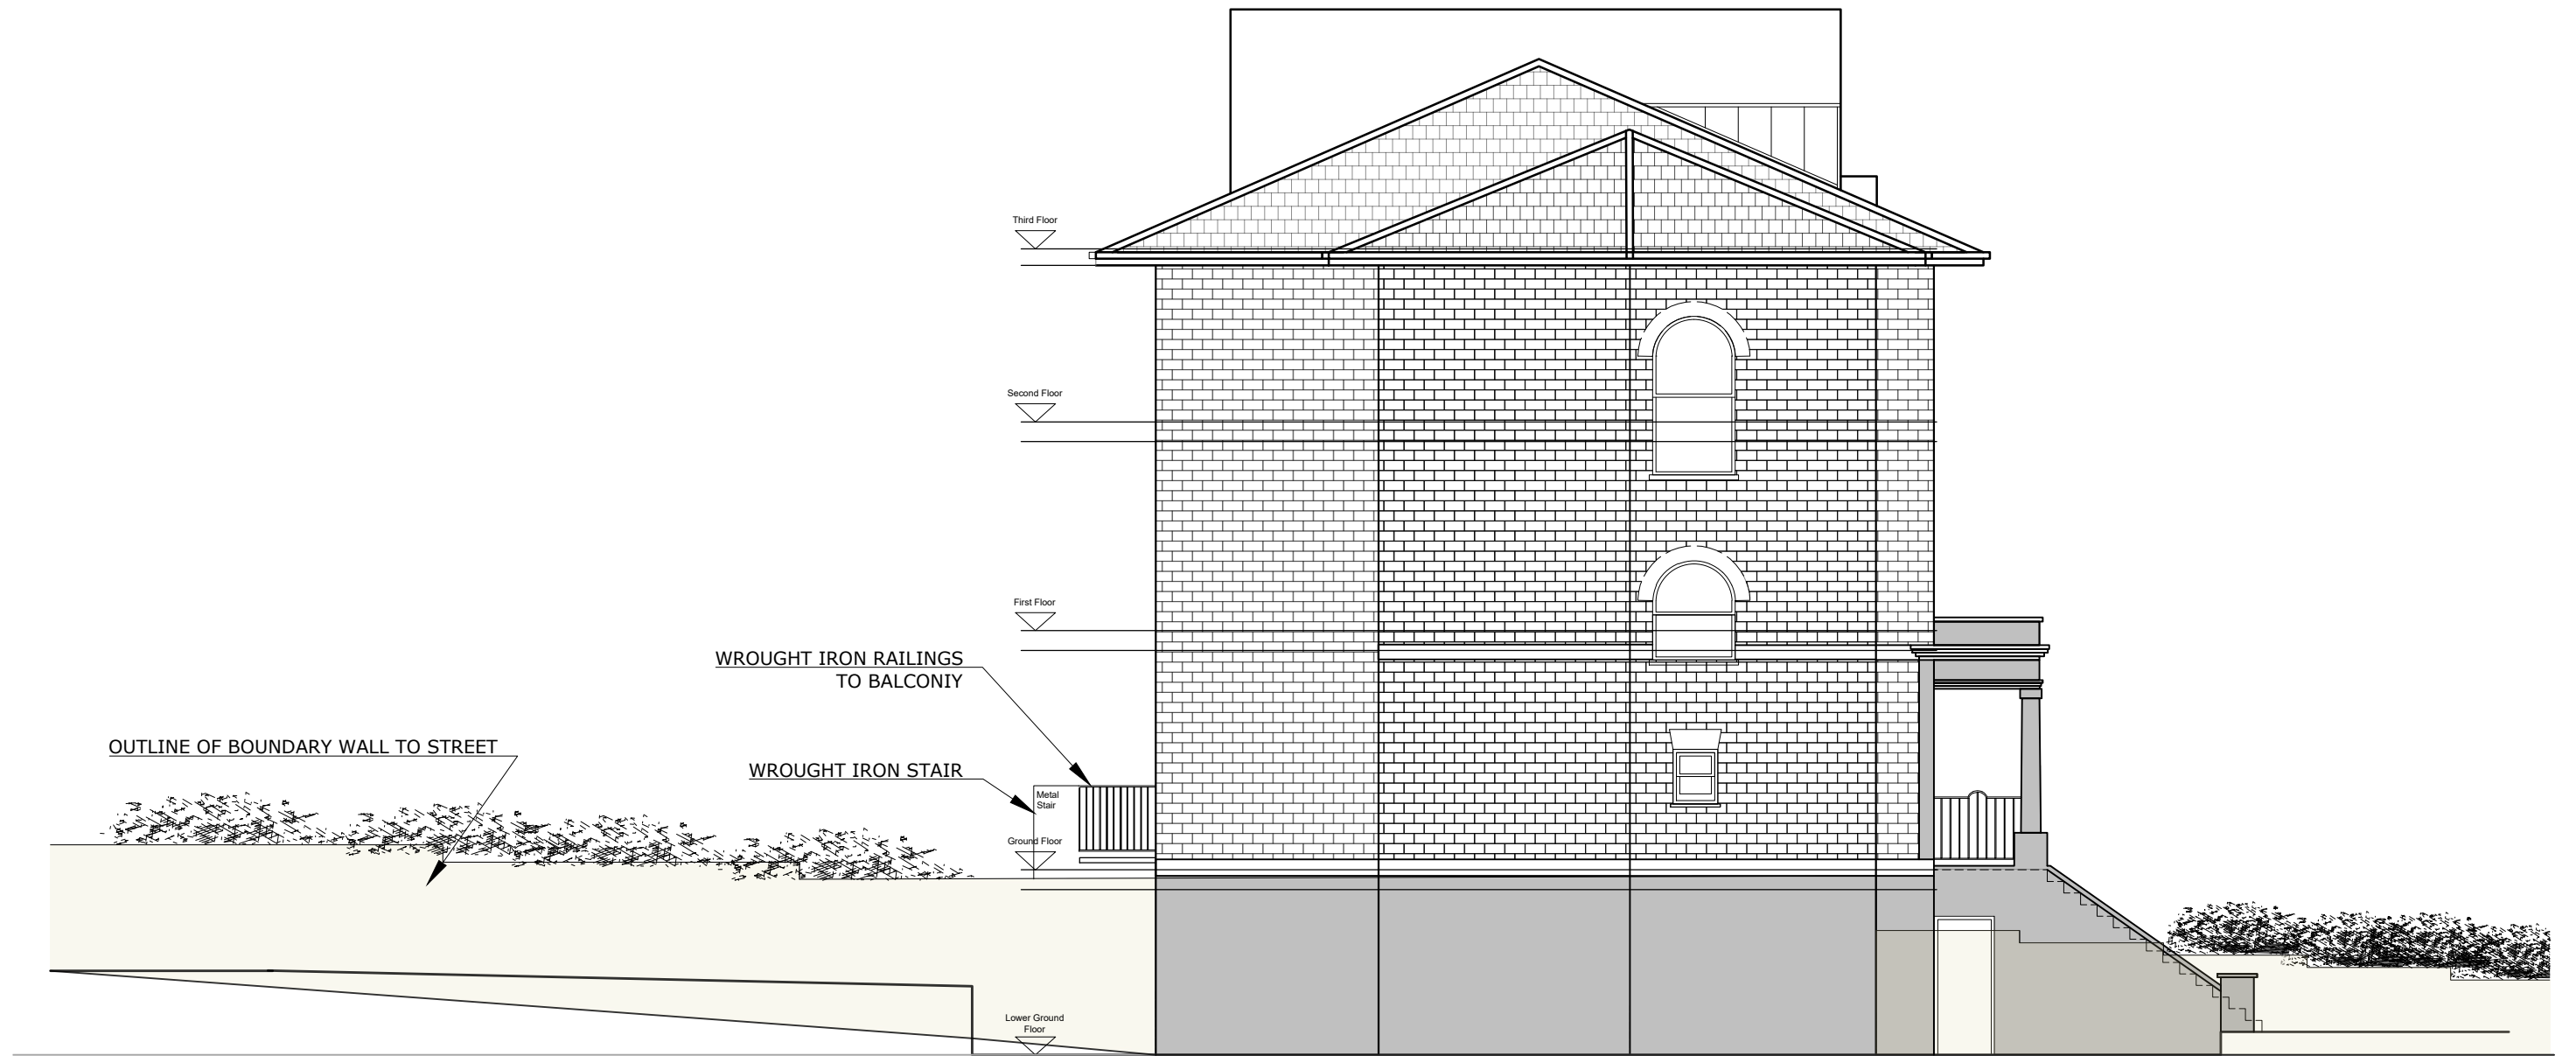 Third Floor
Second Floor
First Floor
WROUGHT IRON RAILINGS
TO BALCONIY
OUTLINE OF BOUNDARY WALL TO STREET
WROUGHT IRON STAIR
Metal
Stair
Ground Floor
Lower Ground
Floor